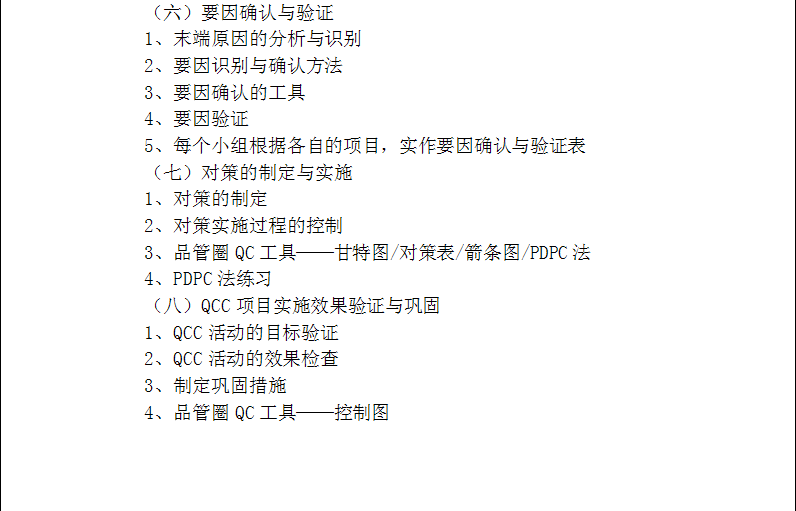 （六）要因确认与验证
1、末端原因的分析与识别
2、要因识别与确认方法
3、要因确认的工具
4、要因验证
5、每个小组根据各自的项目，实作要因确认与验证表
（七）对策的制定与实施
1、对策的制定
2、对策实施过程的控制
3、品管圈 QC 工具——甘特图/对策表/箭条图/PDPC 法
4、PDPC 法练习
（八）QCC 项目实施效果验证与巩固
1、QCC 活动的目标验证
2、QCC 活动的效果检查
3、制定巩固措施
4、品管圈 QC 工具——控制图